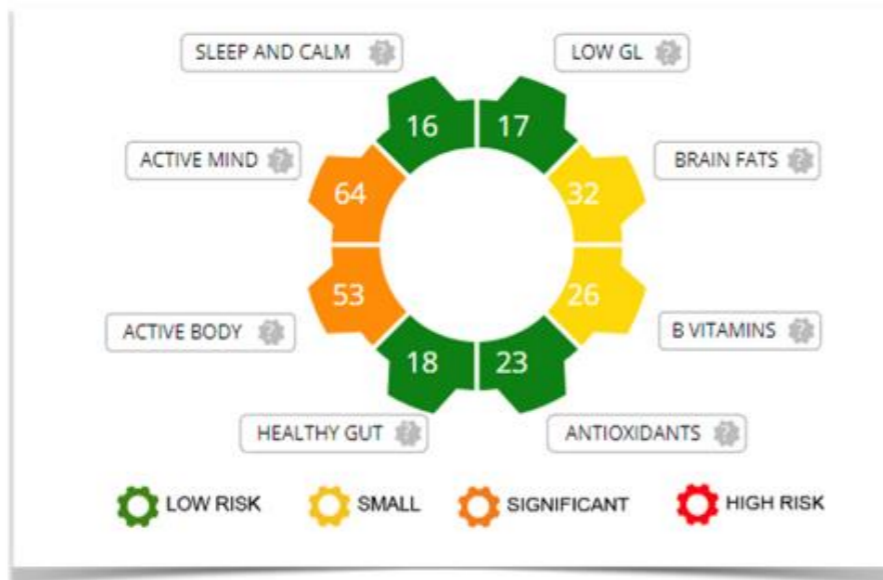 SLEEP AND CALM ?
LOW GL ?
16
17
ACTIVE MIND ?
64
32
BRAIN FATS ?
53
26
ACTIVE BODY ?
B VITAMINS ?
18
23
HEALTHY GUT ?
ANTIOXIDANTS ?
LOW RISK
SMALL
SIGNIFICANT
HIGH RISK